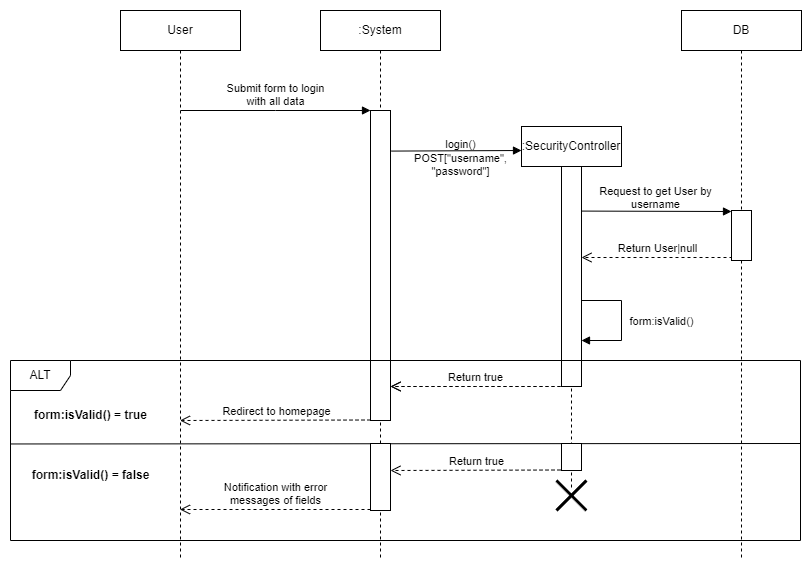 User
:System
DB
Submit form to login
with all data
login()
POST["username",
"password"]
:SecurityController
Request to get User by
username
Return User|null
form:isValid()
ALT
Return true
form:isValid() = true
Redirect to homepage
Return true
form:isValid() = false
Notification with error
messages of fields